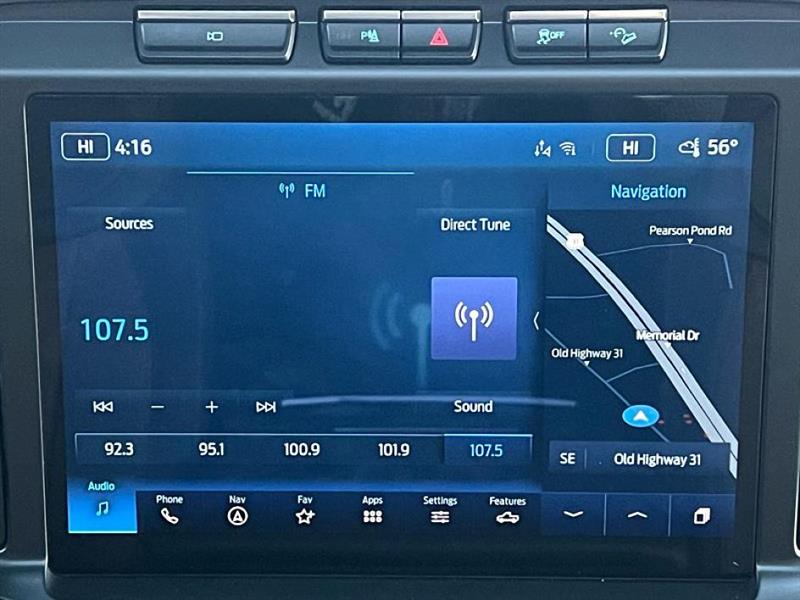 OFF
HI 4:16 HI 56°
FM
Navigation
Sources
Direct Tune
Pearson Pond Rd
107.5
Memorial Dr
Old Highway 31
Sound
92.3 95.1 100.9 101.9 107.5
SE Old Highway 31
Audio Phone Nav Fav Apps Settings Features